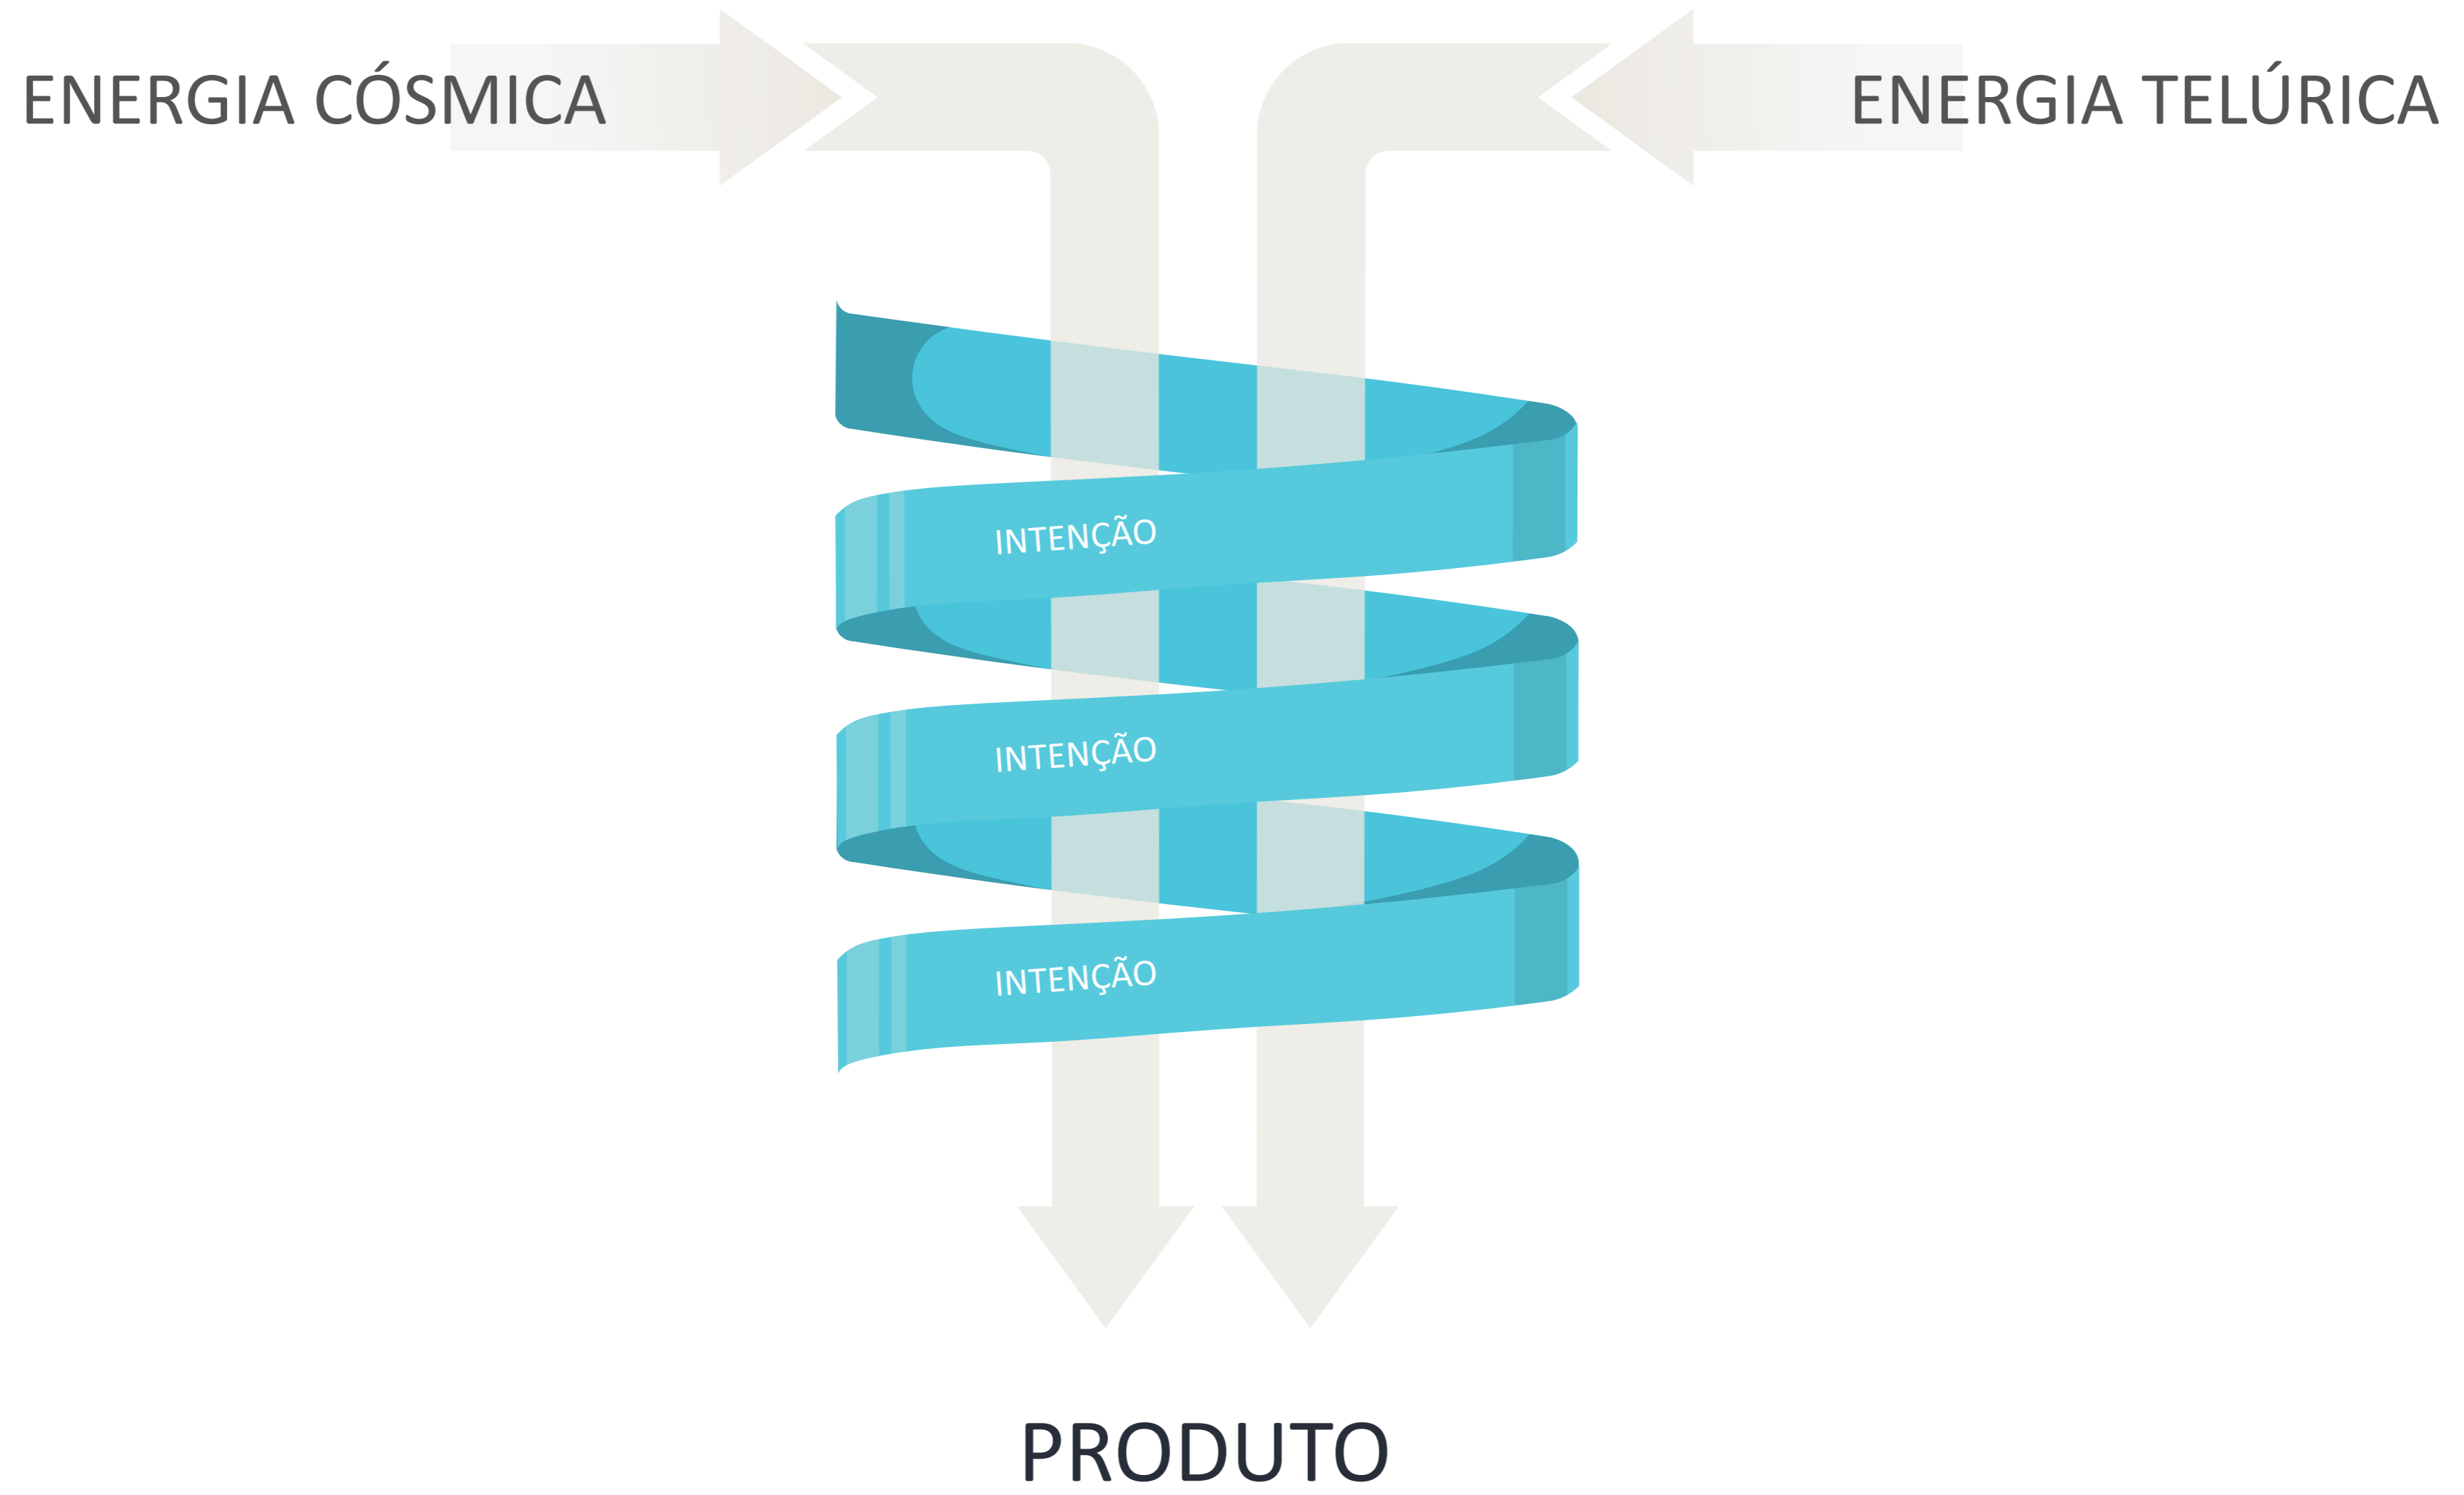 ENERGIA CÓSMICA
ENERGIA TELÚRICA
INTENÇÃO
INTENÇÃO
INTENÇÃO
PRODUTO